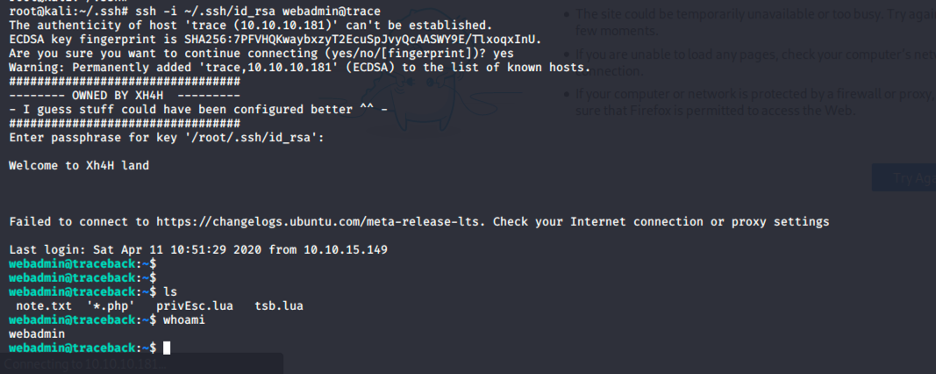 root@kali:~/.ssh# ssh -i ~/.ssh/id_rsa webadmin@trace
The authenticity of host 'trace (10.10.10.181)' can't be established.
ECDSA key fingerprint is SHA256:7PFVHQKwaybxzyT2EcuSpJvyQcAASWY9E/TlxoqxInU.
Are you sure you want to continue connecting (yes/no/[fingerprint])? yes
Warning: Permanently added 'trace,10.10.10.181' (ECDSA) to the list of known hosts.
#################################
-------- OWNED BY XH4H  ---------
- I guess stuff could have been configured better ^^ -
#################################
Enter passphrase for key '/root/.ssh/id_rsa':
Welcome to Xh4H land
Failed to connect to https://changelogs.ubuntu.com/meta-release-lts. Check your Internet connection or proxy settings
Last login: Sat Apr 11 10:51:29 2020 from 10.10.15.149
webadmin@traceback:~$
webadmin@traceback:~$
webadmin@traceback:~$ ls
note.txt  '*.php'   privEsc.lua   tsb.lua
webadmin@traceback:~$ whoami
webadmin
webadmin@traceback:~$
The site could be temporarily unavailable or too busy. Try again
few moments.
If you are unable to load any pages, check your computer's
connection.
If your computer or network is protected by a firewall or proxy,
sure that Firefox is permitted to access the Web.
Try